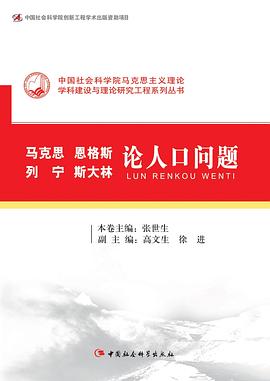 中国社会科学院创新工程学术出版资助项目
中国社会科学院马克思主义理论
学科建设与理论研究工程系列丛书
马克思 恩格斯
列宁 斯大林
论人口问题
LUN RENKOU WENTI
本卷主编：张世生
副主编：高文生 徐进
中国社会科学出版社